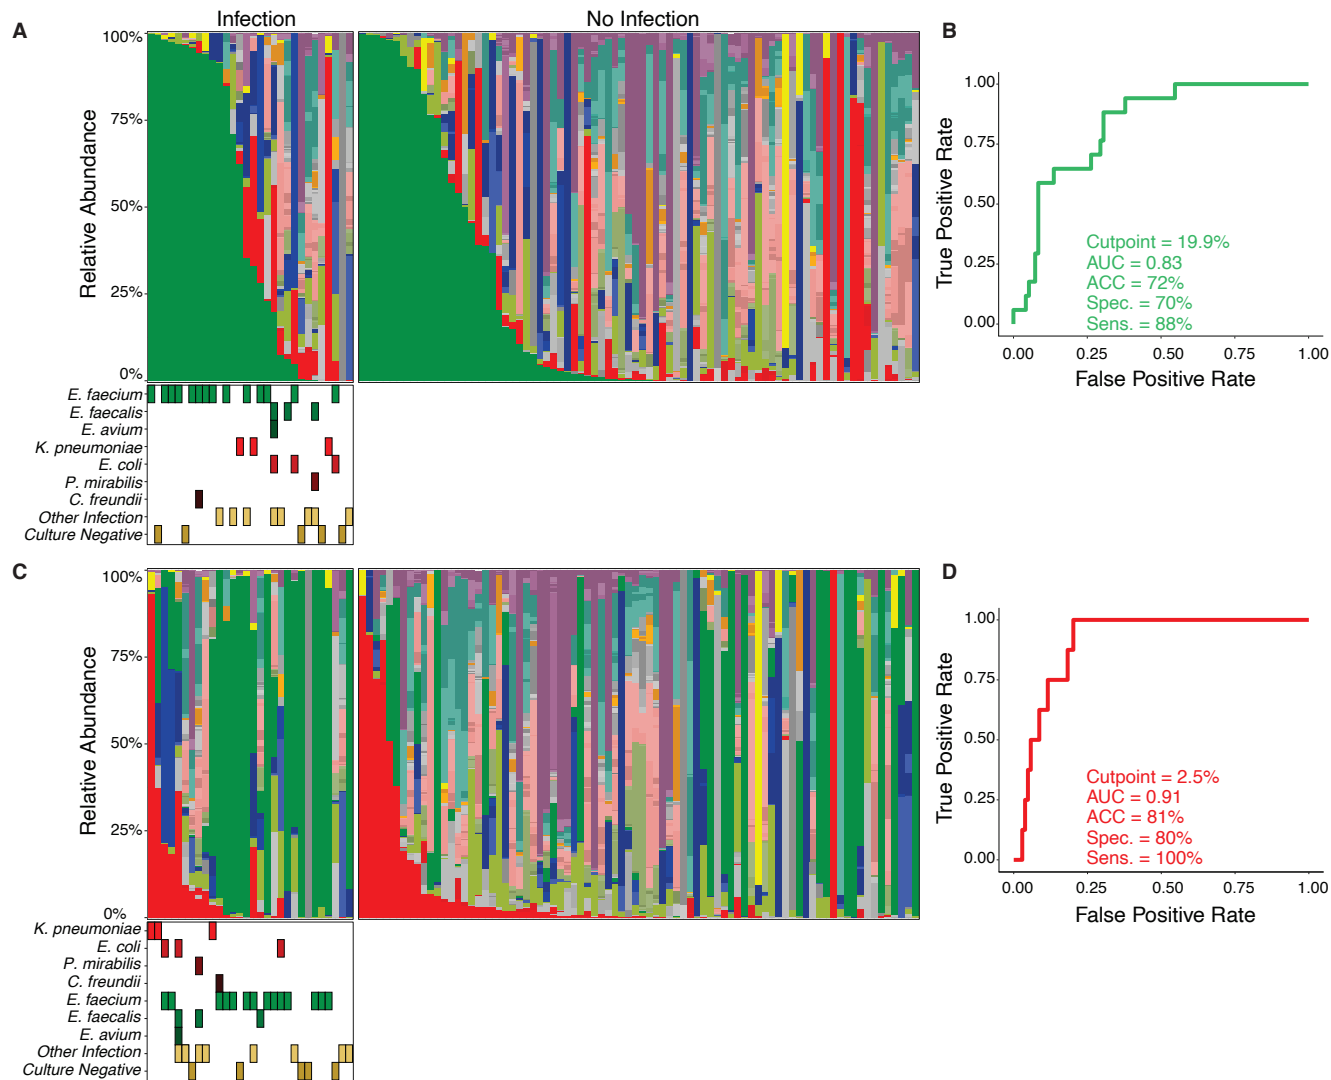 Infection
No Infection
A
100%
75%
50%
25%
0%
Relative Abundance
E. faecium
E. faecalis
E. avium
K. pneumoniae
E. coli
P. mirabilis
C. freundii
Other Infection
Culture Negative
B
1.00
0.75
0.50
0.25
0.00
True Positive Rate
Cutpoint = 19.9%
AUC = 0.83
ACC = 72%
Spec. = 70%
Sens. = 88%
0.00 0.25 0.50 0.75 1.00
False Positive Rate
C
100%
75%
50%
25%
0%
Relative Abundance
K. pneumoniae
E. coli
P. mirabilis
C. freundii
E. faecium
E. faecalis
E. avium
Other Infection
Culture Negative
D
1.00
0.75
0.50
0.25
0.00
True Positive Rate
Cutpoint = 2.5%
AUC = 0.91
ACC = 81%
Spec. = 80%
Sens. = 100%
0.00 0.25 0.50 0.75 1.00
False Positive Rate